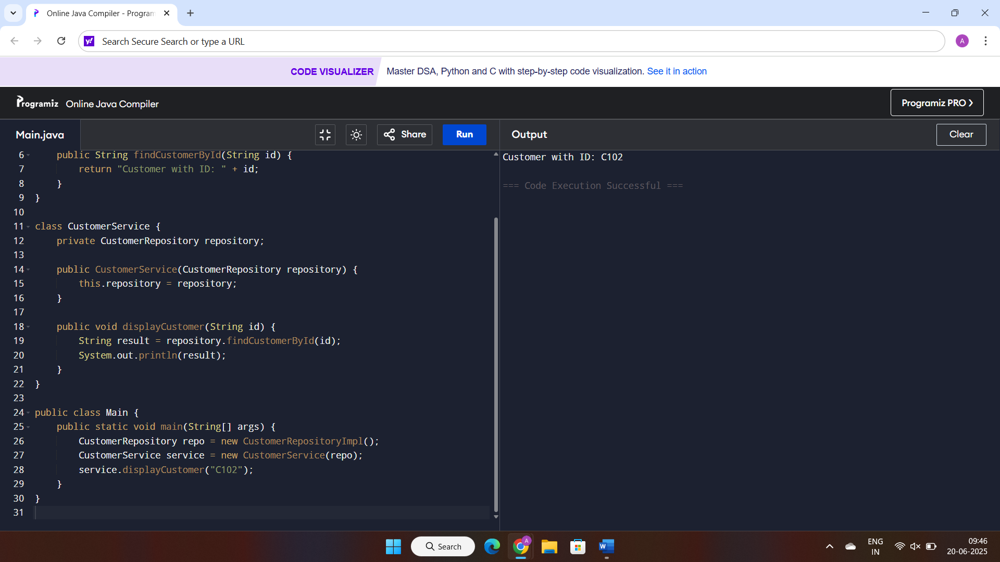 Online Java Compiler - Program
Search Secure Search or type a URL
A
CODE VISUALIZER
Master DSA, Python and C with step-by-step code visualization. See it in action
Programiz
Online Java Compiler
Programiz PRO
Main.java
Share
Run
Output
Clear
6     public String findCustomerById(String id) {
7         return "Customer with ID: " + id;
8     }
9 }
10
11 class CustomerService {
12     private CustomerRepository repository;
13
14     public CustomerService(CustomerRepository repository) {
15         this.repository = repository;
16     }
17
18     public void displayCustomer(String id) {
19         String result = repository.findCustomerById(id);
20         System.out.println(result);
21     }
22 }
23
24 public class Main {
25     public static void main(String[] args) {
26         CustomerRepository repo = new CustomerRepositoryImpl();
27         CustomerService service = new CustomerService(repo);
28         service.displayCustomer("C102");
29     }
30 }
31
Customer with ID: C102
=== Code Execution Successful ===
Search
A
W
ENG
IN
09:46
20-06-2025